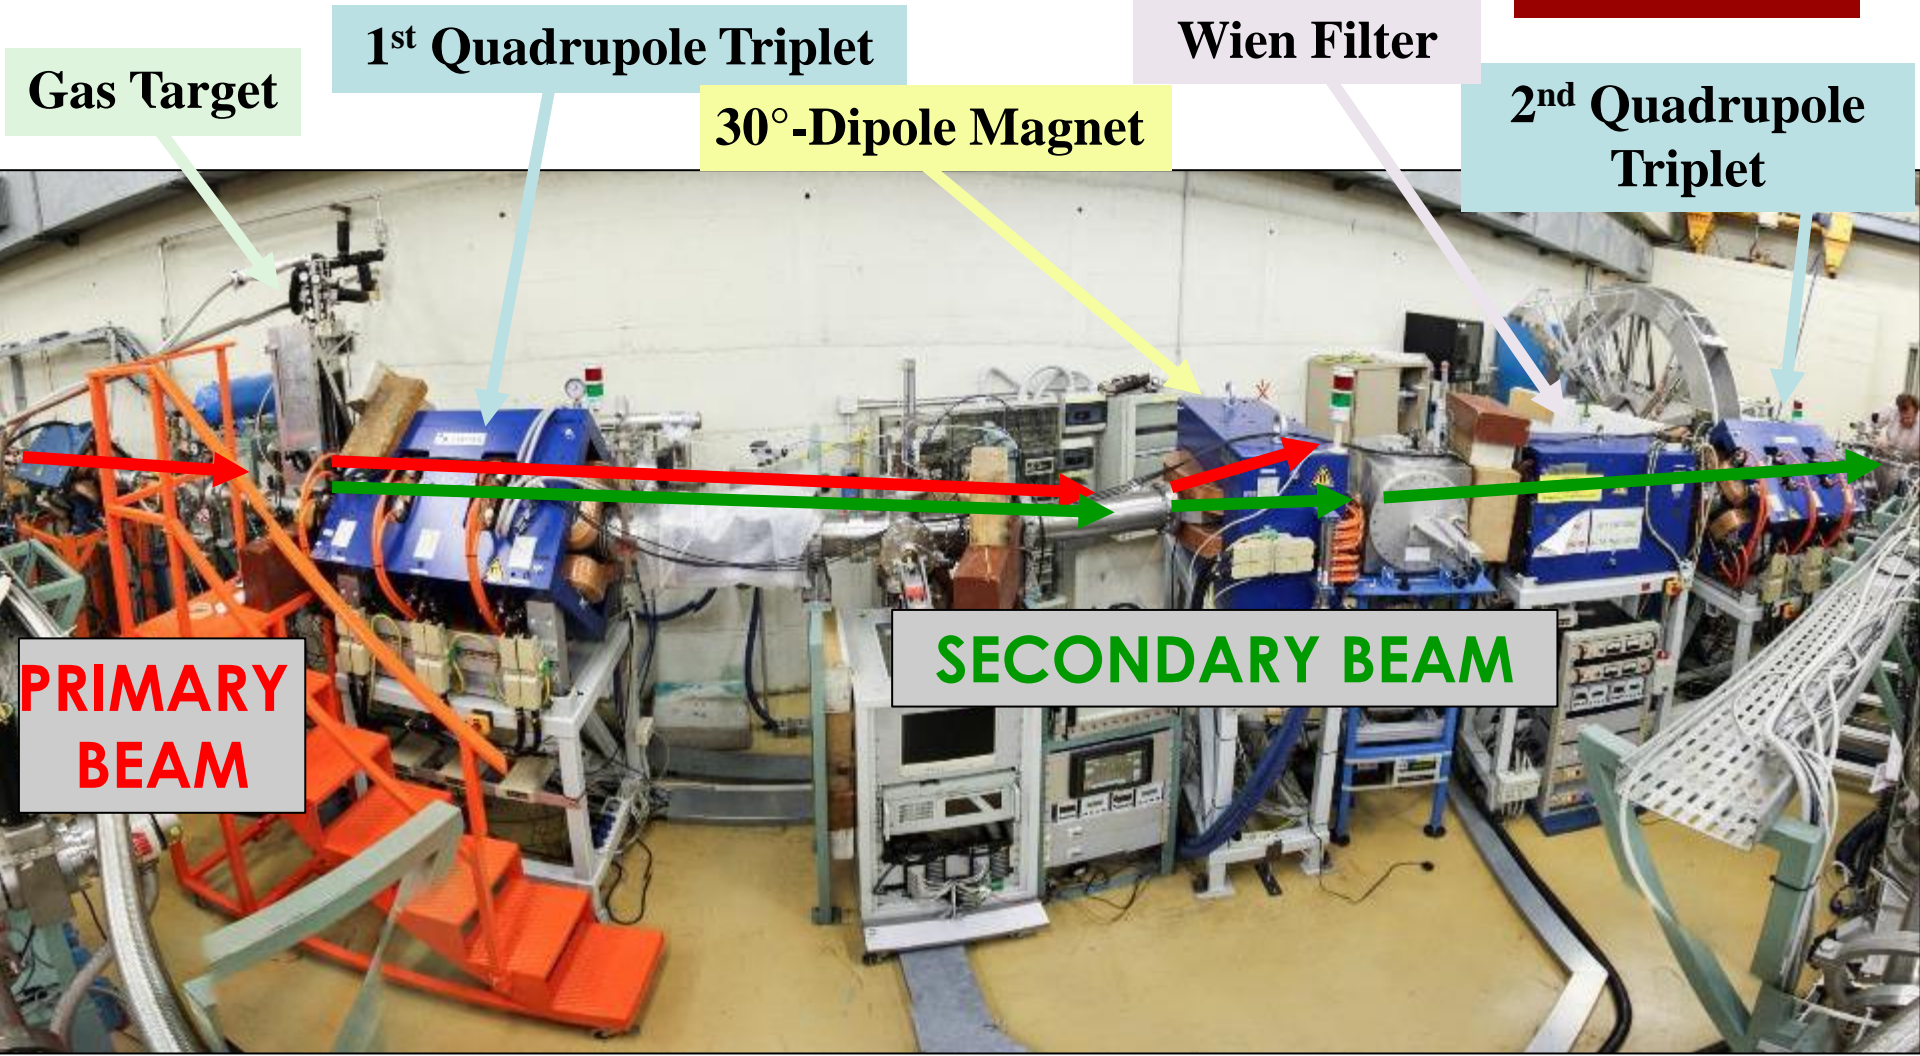 Gas Target
1st Quadrupole Triplet
30°-Dipole Magnet
Wien Filter
2nd Quadrupole
Triplet
PRIMARY
BEAM
SECONDARY BEAM